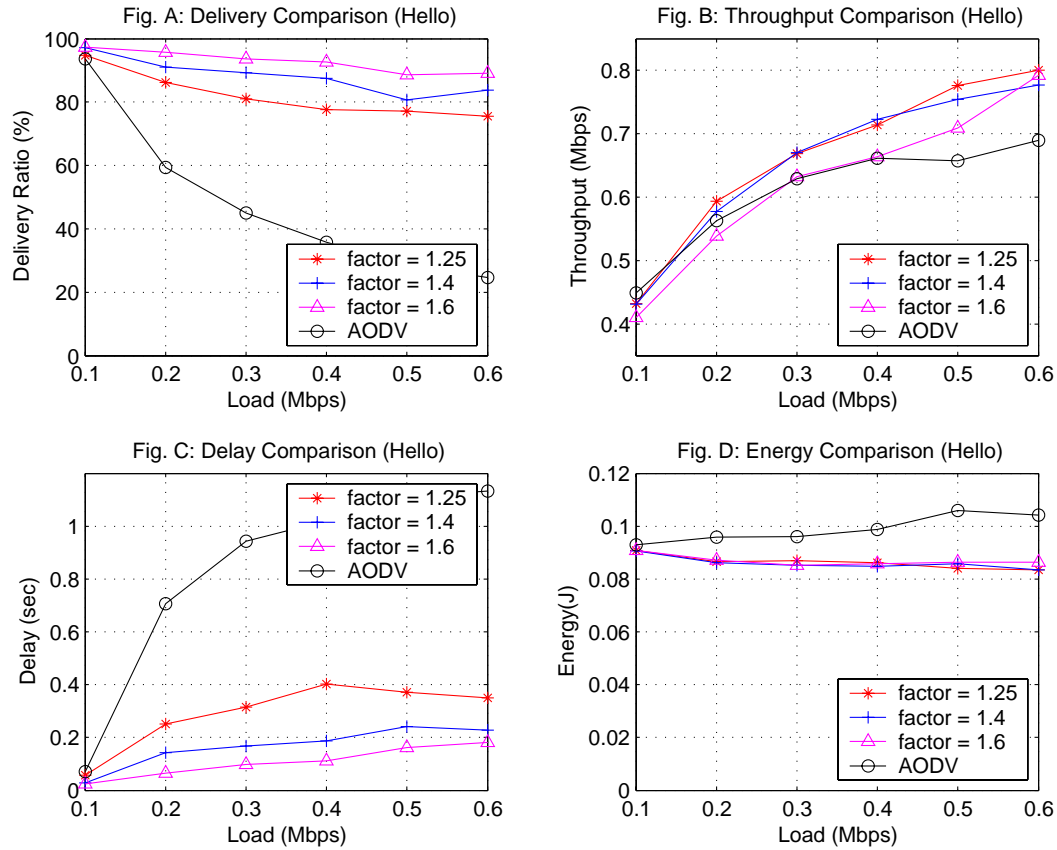 Fig. A: Delivery Comparison (Hello)
100
80
60
40
20
0
Delivery Ratio (%)
factor = 1.25
factor = 1.4
factor = 1.6
AODV
0.1 0.2 0.3 0.4 0.5 0.6
Load (Mbps)
Fig. B: Throughput Comparison (Hello)
0.8
0.7
0.6
0.5
0.4
Throughput (Mbps)
factor = 1.25
factor = 1.4
factor = 1.6
AODV
0.1 0.2 0.3 0.4 0.5 0.6
Load (Mbps)
Fig. C: Delay Comparison (Hello)
1
0.8
0.6
0.4
0.2
0
Delay (sec)
factor = 1.25
factor = 1.4
factor = 1.6
AODV
0.1 0.2 0.3 0.4 0.5 0.6
Load (Mbps)
Fig. D: Energy Comparison (Hello)
0.12
0.1
0.08
0.06
0.04
0.02
0
Energy(J)
factor = 1.25
factor = 1.4
factor = 1.6
AODV
0.1 0.2 0.3 0.4 0.5 0.6
Load (Mbps)